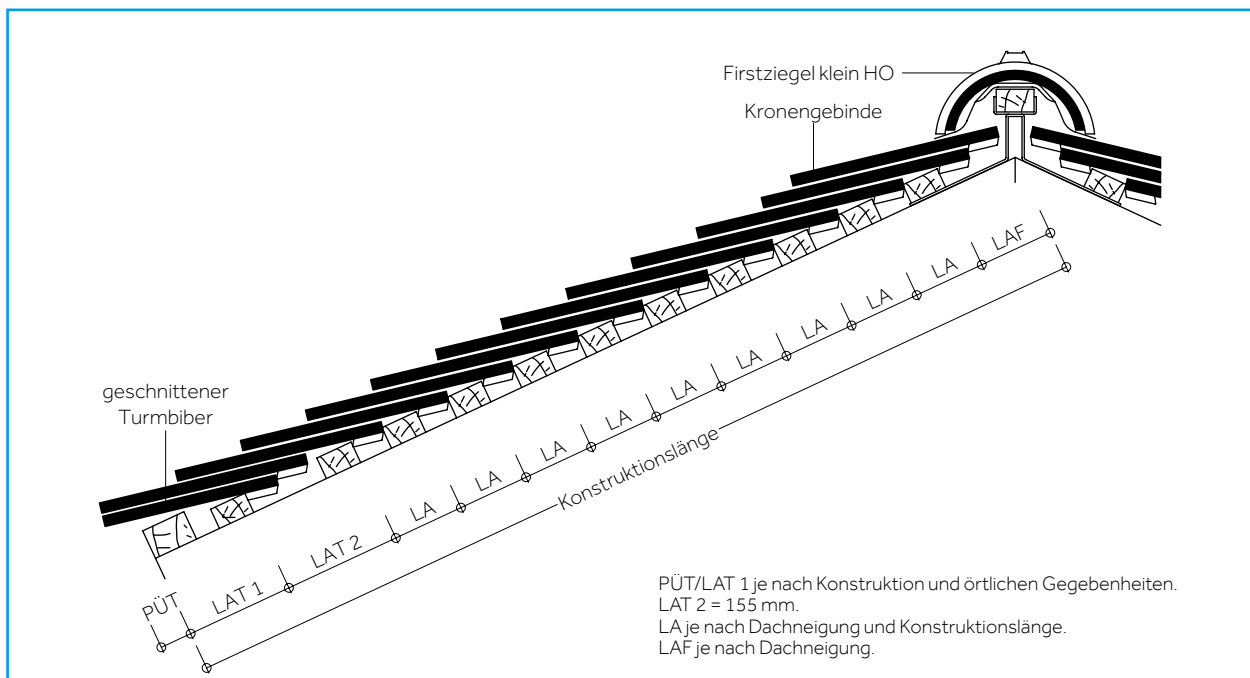 Firstziegel klein HO
Kronengebinde
geschnittener
Turmbiber
PÜT
LAT 1
LAT 2
LA
LA
LA
LA
LA
LA
LA
LA
LA
LAF
Konstruktionslänge
PÜT/LAT 1 je nach Konstruktion und örtlichen Gegebenheiten.
LAT 2 = 155 mm.
LA je nach Dachneigung und Konstruktionslänge.
LAF je nach Dachneigung.